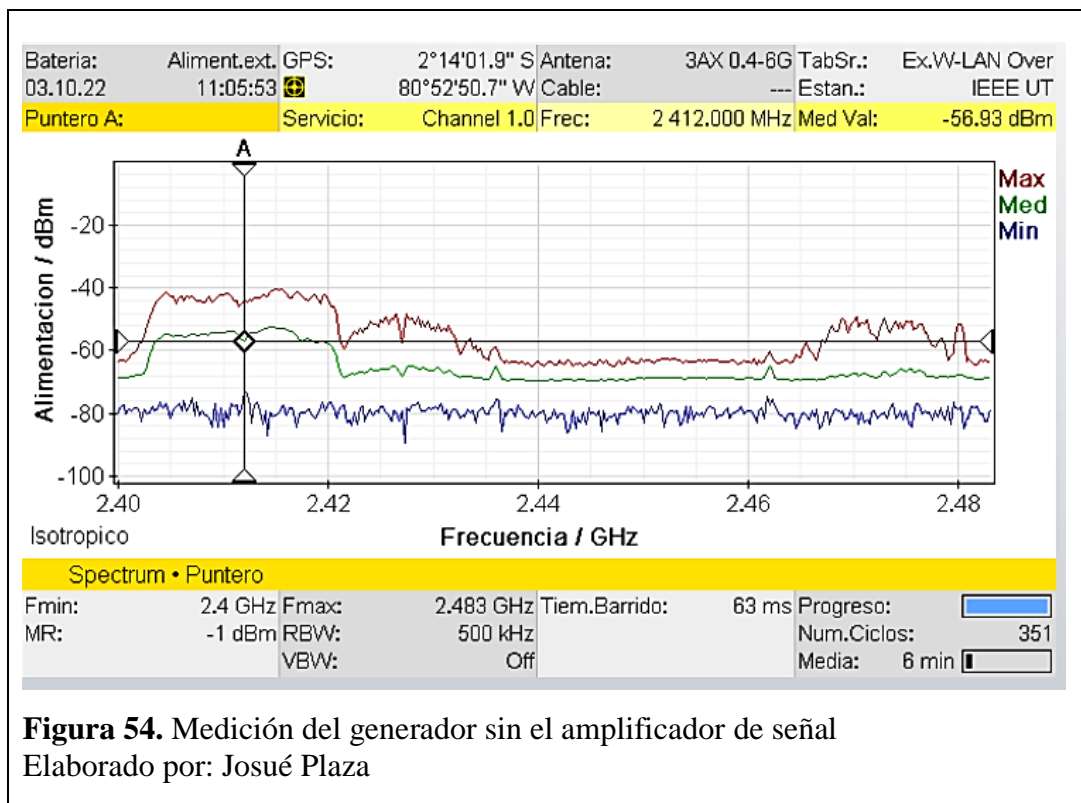 Bateria: Aliment.ext. GPS: 2°14'01.9" S Antena: 3AX 0.4-6G TabSr.: Ex.W-LAN Over
03.10.22 11:05:53 80°52'50.7" W Cable: --- Estan.: IEEE UT
Puntero A: Servicio: Channel 1.0 Frec: 2 412.000 MHz Med Val: -56.93 dBm
A
Max
Med
Min
Alimentacion / dBm
-20
-40
-60
-80
-100
2.40 2.42 2.44 2.46 2.48
Isotropico Frecuencia / GHz
Spectrum • Puntero
Fmin: 2.4 GHz Fmax: 2.483 GHz Tiem.Barrido: 63 ms Progreso:
MR: -1 dBm RBW: 500 kHz Num.Ciclos: 351
VBW: Off Media: 6 min
Figura 54. Medición del generador sin el amplificador de señal
Elaborado por: Josué Plaza